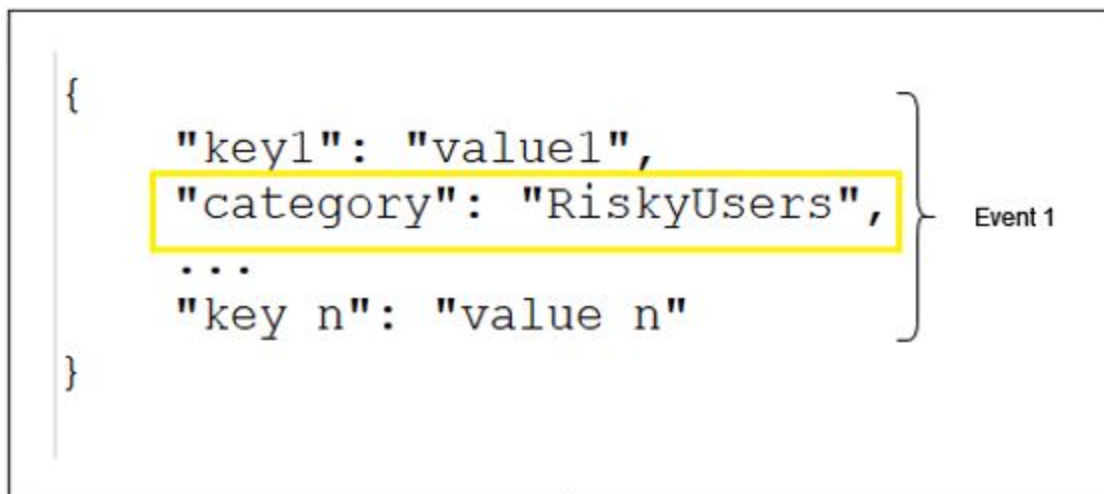 {
"key1": "value1",
"category": "RiskyUsers",
...
"key n": "value n"
}
Event 1